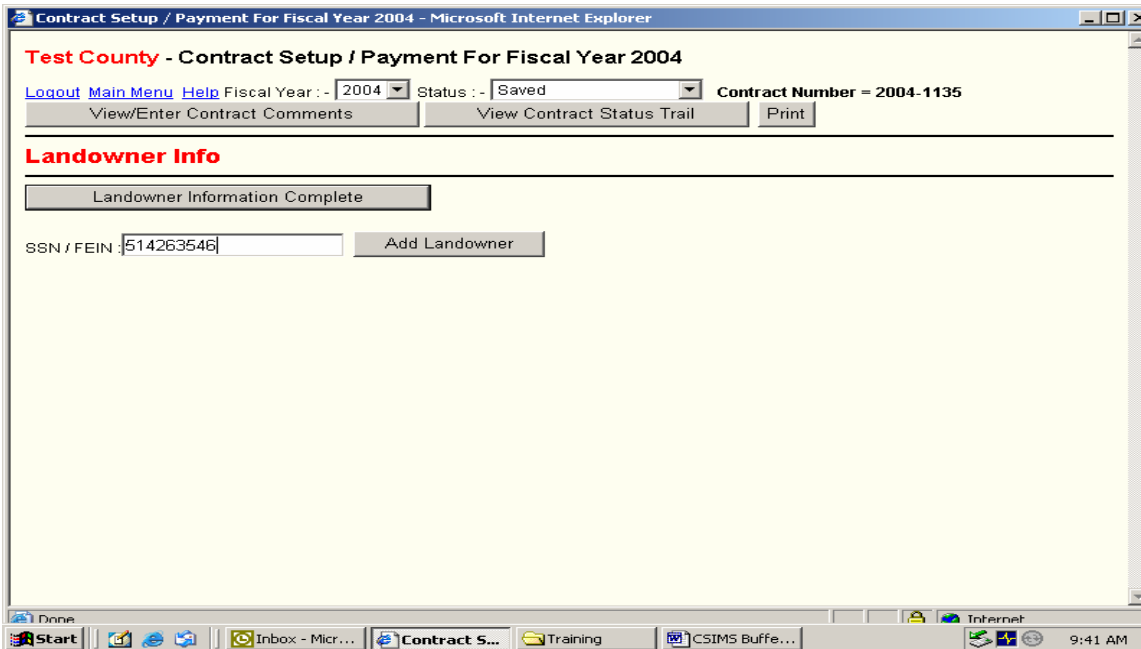 Contract Setup / Payment For Fiscal Year 2004 - Microsoft Internet Explorer
Test County - Contract Setup / Payment For Fiscal Year 2004
Logout Main Menu Help Fiscal Year : - 2004 Status : - Saved Contract Number = 2004-1135
View/Enter Contract Comments View Contract Status Trail Print
Landowner Info
Landowner Information Complete
SSN / FEIN : 514263546 Add Landowner
Done Internet
Start Inbox - Micr... Contract S... Training CSIMS Buffe... 9:41 AM